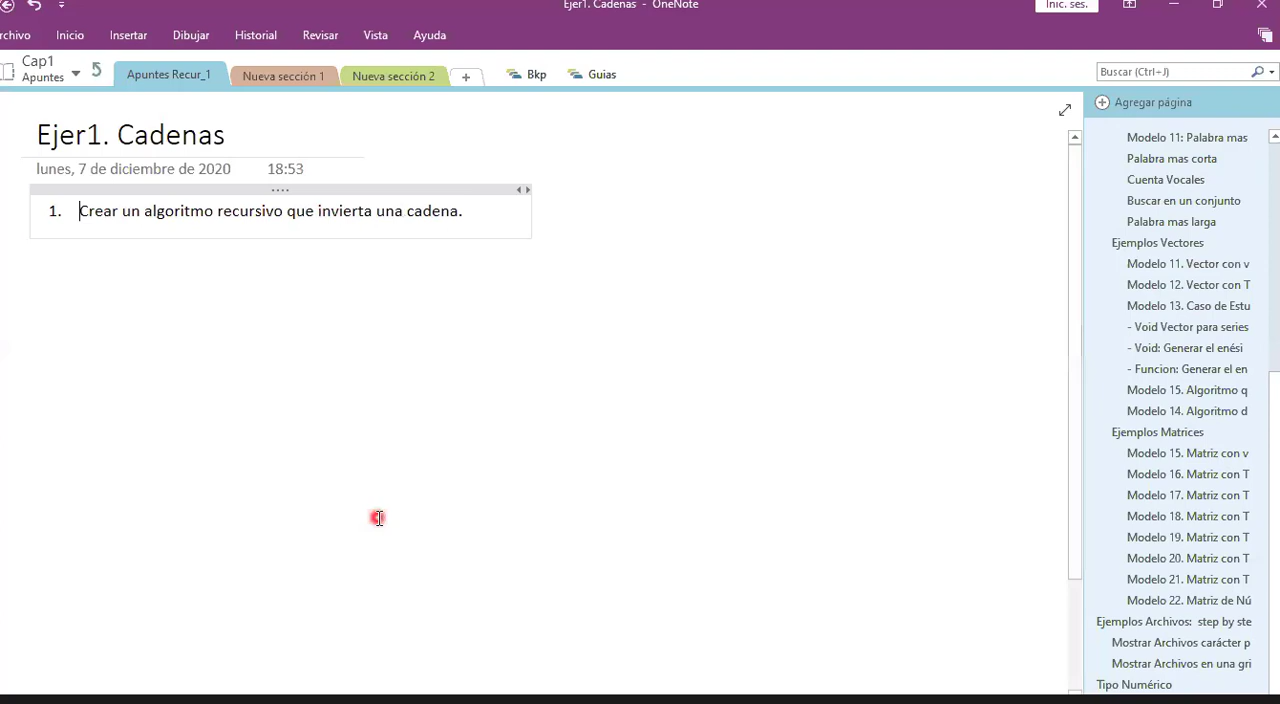 Ejer1. Cadenas - OneNote
Inic. ses.
rchivo Inicio Insertar Dibujar Historial Revisar Vista Ayuda
Cap1
Apuntes
Apuntes Recur_1 Nueva sección 1 Nueva sección 2 Bkp Guias
Buscar (Ctrl+J)
Agregar página
Ejer1. Cadenas
lunes, 7 de diciembre de 2020 18:53
1. Crear un algoritmo recursivo que invierta una cadena.
Modelo 11: Palabra mas
Palabra mas corta
Cuenta Vocales
Buscar en un conjunto
Palabra mas larga
Ejemplos Vectores
Modelo 11. Vector con v
Modelo 12. Vector con T
Modelo 13. Caso de Estu
- Void Vector para series
- Void: Generar el enési
- Funcion: Generar el en
Modelo 15. Algoritmo q
Modelo 14. Algoritmo d
Ejemplos Matrices
Modelo 15. Matriz con v
Modelo 16. Matriz con T
Modelo 17. Matriz con T
Modelo 18. Matriz con T
Modelo 19. Matriz con T
Modelo 20. Matriz con T
Modelo 21. Matriz con T
Modelo 22. Matriz de Nú
Ejemplos Archivos: step by ste
Mostrar Archivos carácter p
Mostrar Archivos en una gri
Tipo Numérico